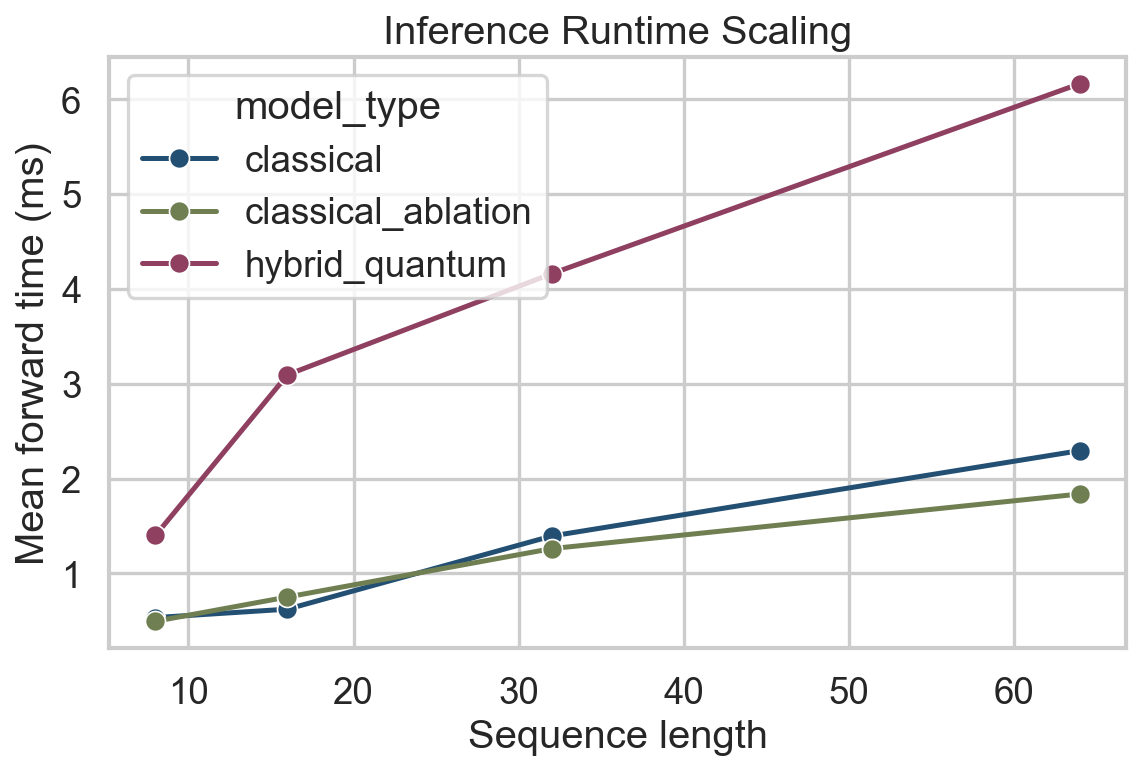 Inference Runtime Scaling
model_type
classical
classical_ablation
hybrid_quantum
Mean forward time (ms)
6
5
4
3
2
1
10 20 30 40 50 60
Sequence length